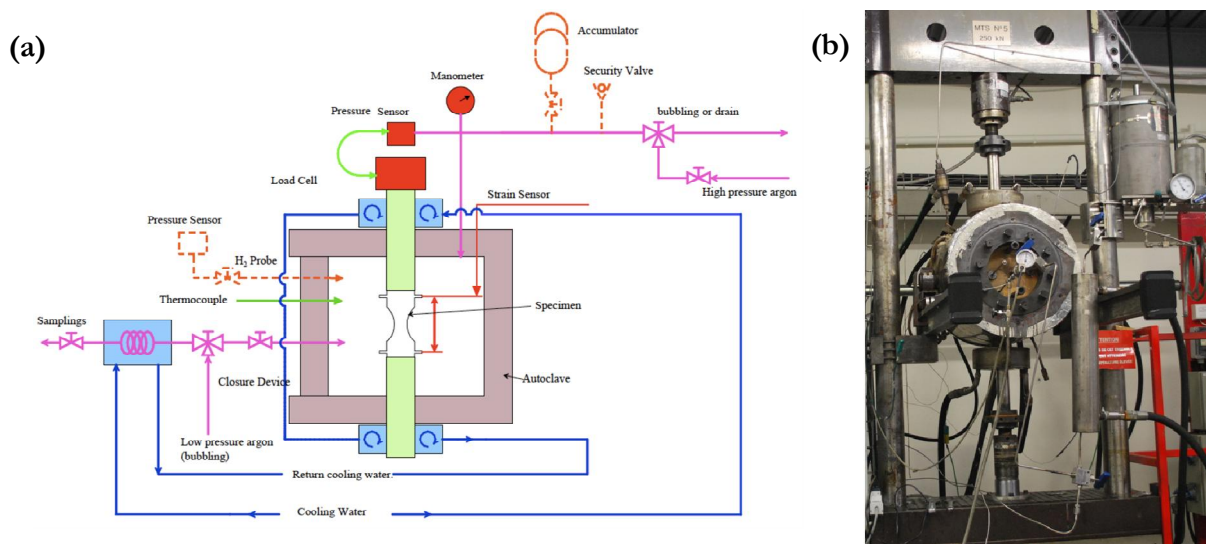 (a)
(b)
Accumulator
Security Valve
Manometer
Pressure Sensor
bubbling or drain
Load Cell
High pressure argon
Strain Sensor
Pressure Sensor
H2 Probe
Thermocouple
Specimen
Samplings
Closure Device
Autoclave
Low pressure argon
(bubbling)
Return cooling water.
Cooling Water
MTS N°5
250 kN